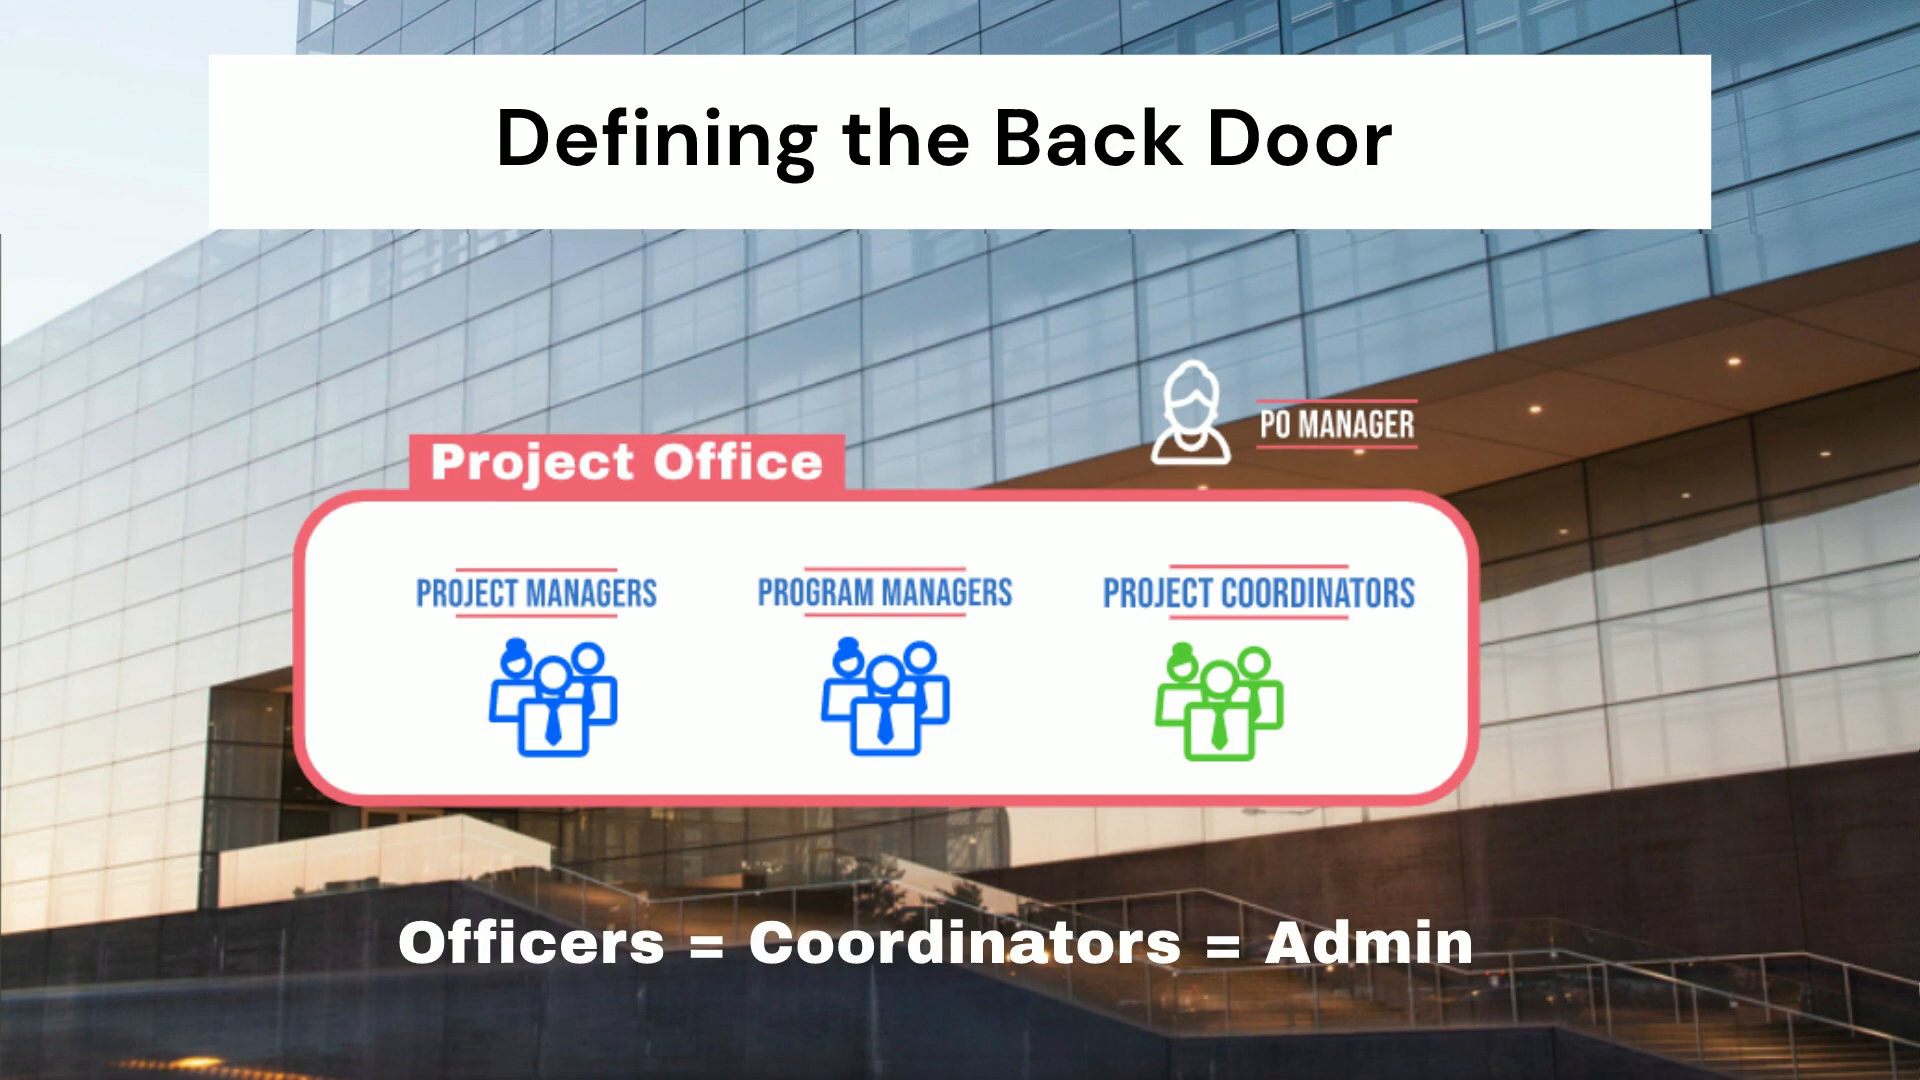 Defining the Back Door
PO MANAGER
Project Office
PROJECT MANAGERS
PROGRAM MANAGERS
PROJECT COORDINATORS
Officers = Coordinators = Admin